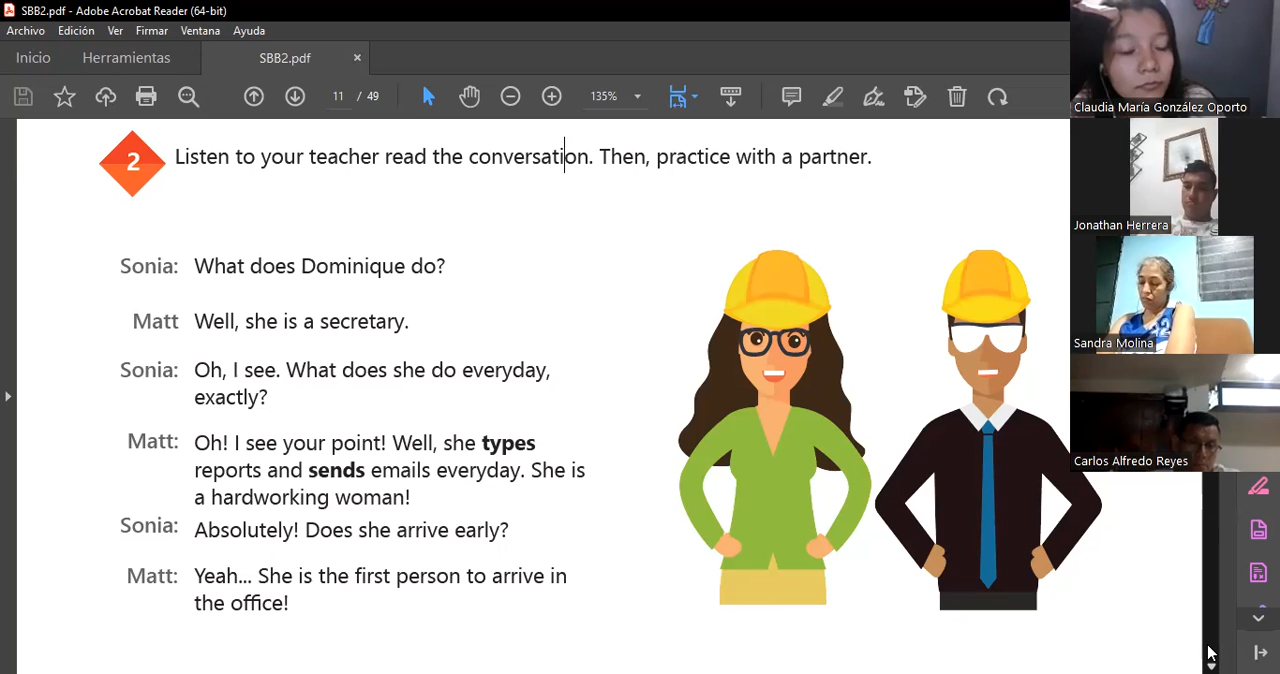 SBB2.pdf - Adobe Acrobat Reader (64-bit)
Archivo Edición Ver Firmar Ventana Ayuda
Inicio Herramientas SBB2.pdf ×
11 / 49 135%
2 Listen to your teacher read the conversation. Then, practice with a partner.
Sonia: What does Dominique do?
Matt Well, she is a secretary.
Sonia: Oh, I see. What does she do everyday,
exactly?
Matt: Oh! I see your point! Well, she types
reports and sends emails everyday. She is
a hardworking woman!
Sonia: Absolutely! Does she arrive early?
Matt: Yeah... She is the first person to arrive in
the office!
Claudia María González Oporto
Jonathan Herrera
Sandra Molina
Carlos Alfredo Reyes